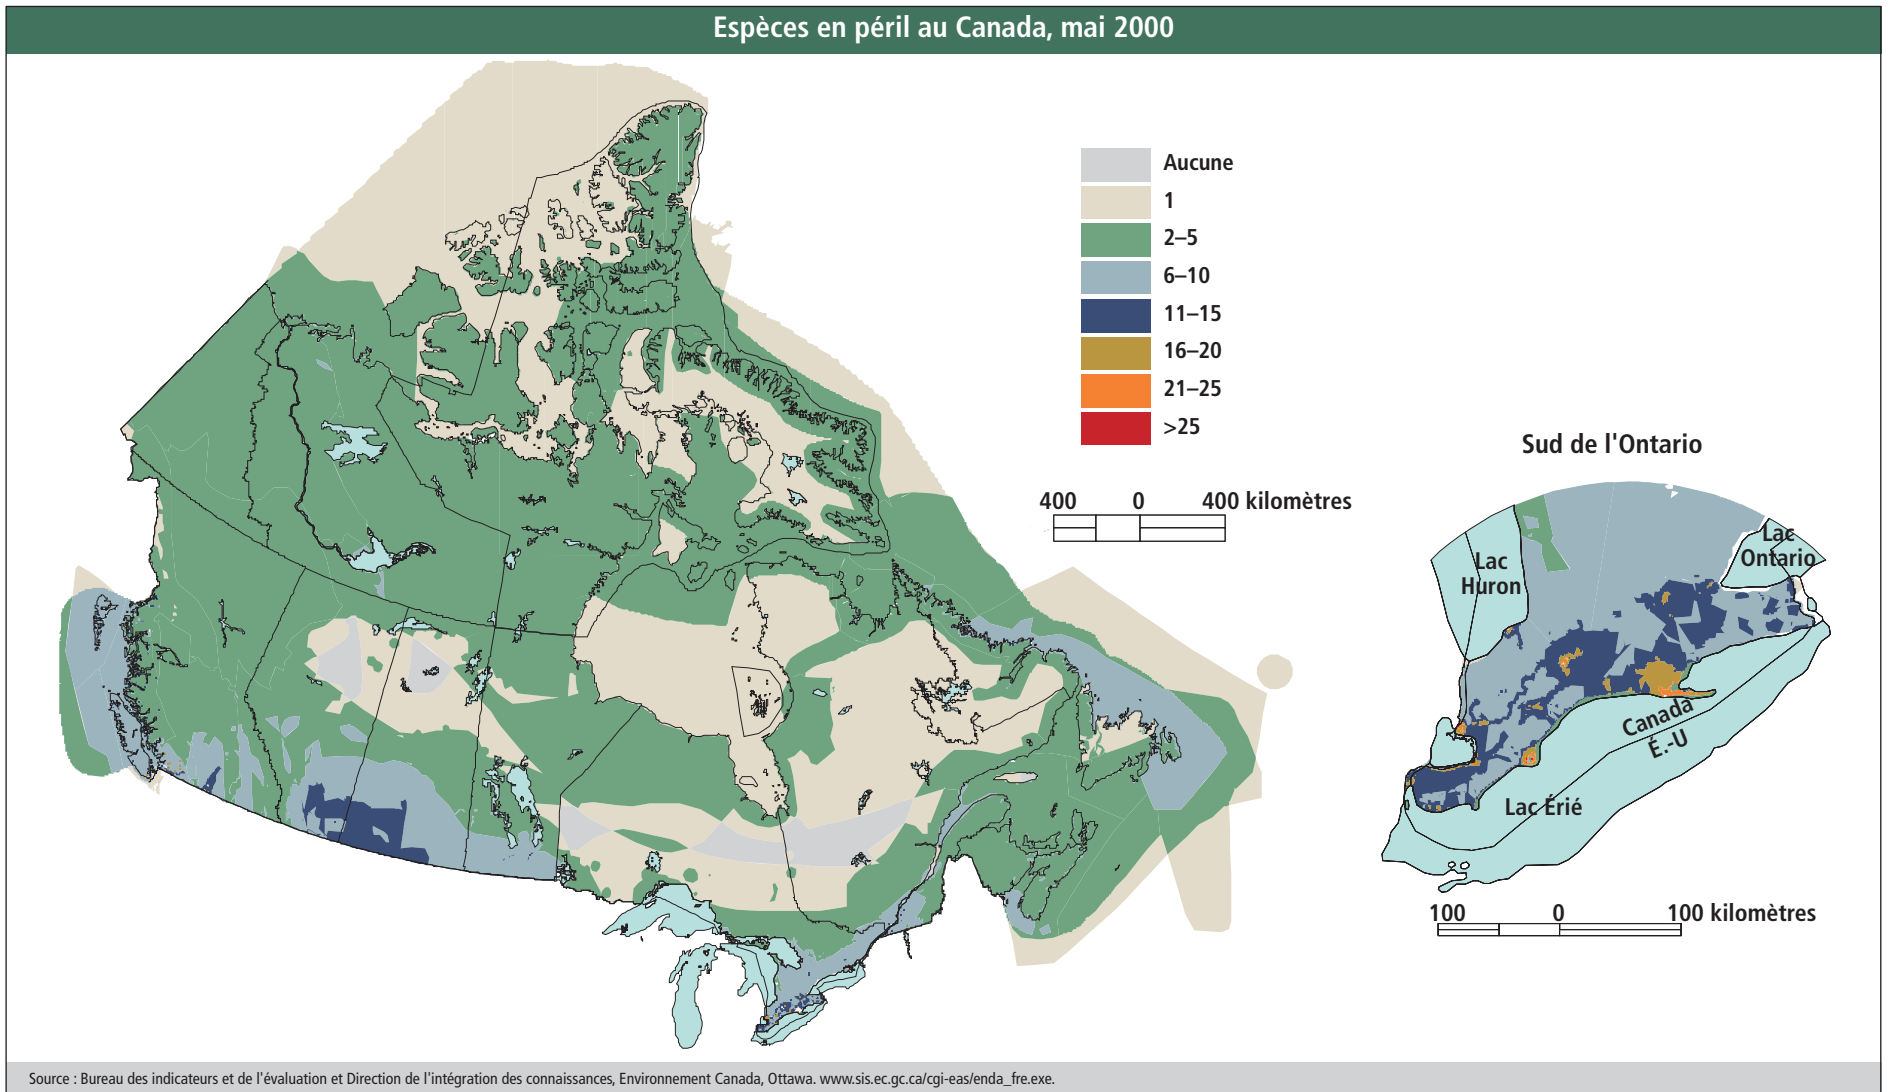 Espèces en péril au Canada, mai 2000
Aucune
1
2–5
6–10
11–15
16–20
21–25
>25
400 0 400 kilomètres
Sud de l'Ontario
Lac
Huron
Lac
Ontario
Canada
É.-U
Lac Érié
100 0 100 kilomètres
Source : Bureau des indicateurs et de l'évaluation et Direction de l'intégration des connaissances, Environnement Canada, Ottawa. www.sis.ec.gc.ca/cgi-eas/enda_fre.exe.